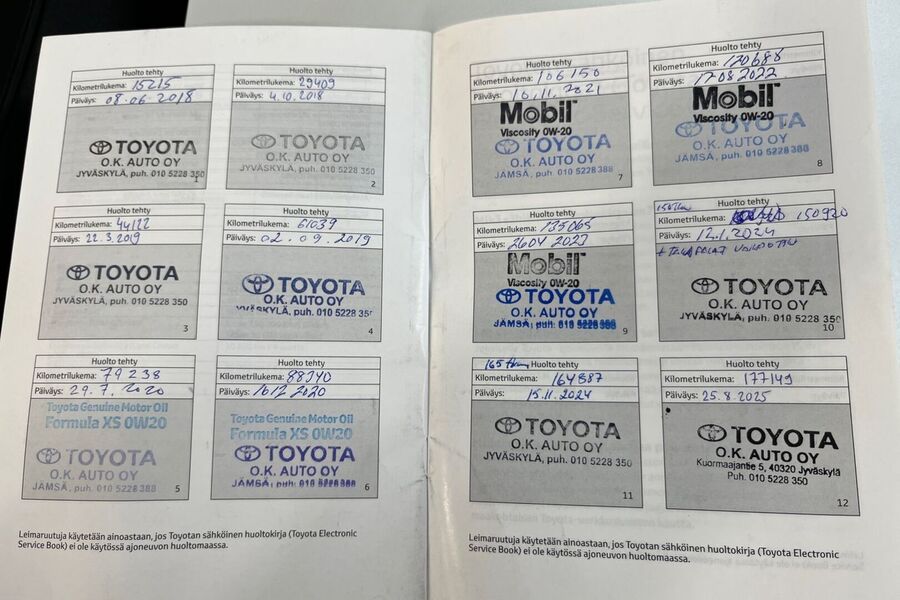 Huolto tehty
Kilometrilukema: 15215
Päiväys: 08.06.2018
TOYOTA
O.K. AUTO OY
JYVÄSKYLÄ, puh. 010 5228 350
1
Huolto tehty
Kilometrilukema: 29409
Päiväys: 4.10.2018
TOYOTA
O.K. AUTO OY
JYVÄSKYLÄ, puh. 010 5228 350
2
Huolto tehty
Kilometrilukema: 44122
Päiväys: 22.3.2019
TOYOTA
O.K. AUTO OY
JYVÄSKYLÄ, puh. 010 5228 350
3
Huolto tehty
Kilometrilukema: 61039
Päiväys: 02.09.2019
TOYOTA
O.K. AUTO OY
JYVÄSKYLÄ, puh. 010 5228 350
4
Huolto tehty
Kilometrilukema: 79238
Päiväys: 29.7.2020
Toyota Genuine Motor Oil
Formula XS 0W20
TOYOTA
O.K. AUTO OY
JÄMSÄ, puh. 010 5228 388
5
Huolto tehty
Kilometrilukema: 88340
Päiväys: 1612 2020
Toyota Genuine Motor Oil
Formula XS 0W20
TOYOTA
O.K. AUTO OY
JÄMSÄ, puh. 010 5228 388
6
Leimaruutuja käytetään ainoastaan, jos Toyotan sähköinen huoltokirja (Toyota Electronic
Service Book) ei ole käytössä ajoneuvon huoltomaassa.
Huolto tehty
Kilometrilukema: 106150
Päiväys: 16.11.2021
Mobil
Viscosity 0W-20
TOYOTA
O.K. AUTO OY
JÄMSÄ, puh. 010 5228 388
7
Huolto tehty
Kilometrilukema: 120688
Päiväys: 17 08 2022
Mobil
Viscosity 0W-20
TOYOTA
O.K. AUTO OY
JÄMSÄ, puh. 010 5228 388
8
Huolto tehty
Kilometrilukema: 135065
Päiväys: 2604 2023
Mobil
Viscosity 0W-20
TOYOTA
O.K. AUTO OY
JÄMSÄ, puh. 010 5228 388
9
Huolto tehty
Kilometrilukema: 150920
Päiväys: 12.1.2024
TOYOTA
O.K. AUTO OY
JYVÄSKYLÄ, puh. 010 5228 350
10
Huolto tehty
Kilometrilukema: 164887
Päiväys: 15.11.2024
TOYOTA
O.K. AUTO OY
JYVÄSKYLÄ, puh. 010 5228 350
11
Huolto tehty
Kilometrilukema: 177149
Päiväys: 25.8.2025
TOYOTA
O.K. AUTO OY
Kuormaajantie 5, 40320 Jyväskylä
Puh. 010 5228 350
12
Leimaruutuja käytetään ainoastaan, jos Toyotan sähköinen huoltokirja (Toyota Electronic
Service Book) ei ole käytössä ajoneuvon huoltomaassa.